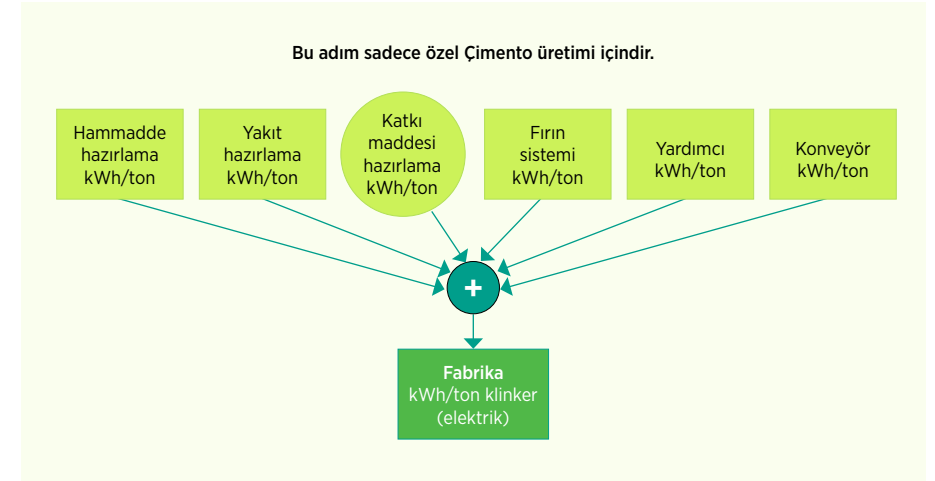 Bu adım sadece özel Çimento üretimi içindir.
Hammadde
hazırlama
kWh/ton
Yakıt
hazırlama
kWh/ton
Katkı
maddesi
hazırlama
kWh/ton
Fırın
sistemi
kWh/ton
Yardımcı
kWh/ton
Konveyör
kWh/ton
+
Fabrika
kWh/ton klinker
(elektrik)